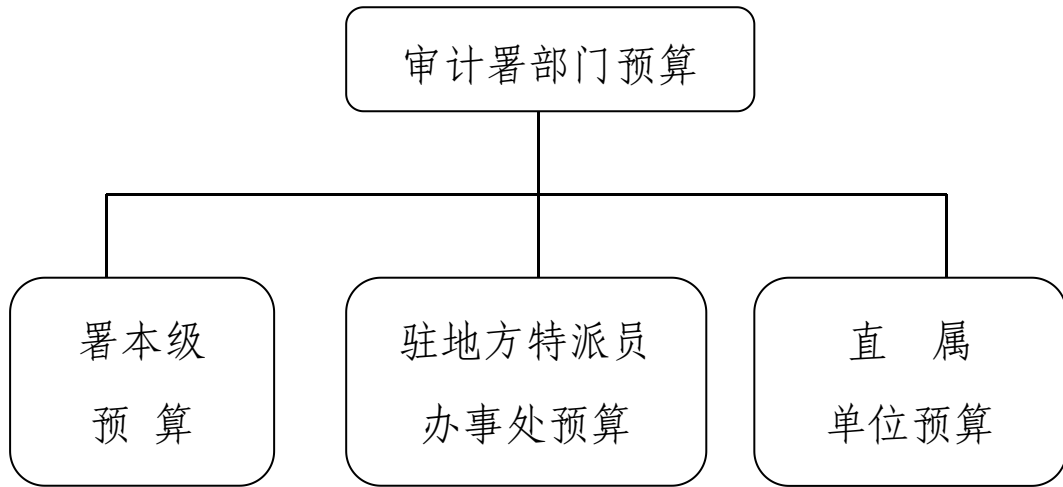 审计署部门预算
署本级
预 算
驻地方特派员
办事处预算
直 属
单位预算